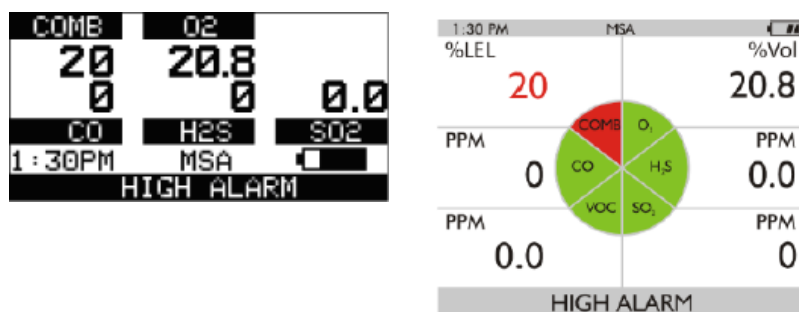 COMB O2
20 20.8
0 0 0.0
CO H2S SO2
1:30PM MSA
HIGH ALARM
1:30 PM MSA
%LEL %Vol
20 20.8
COMB O₂
PPM PPM
0 CO H₂S 0.0
VOC SO₂
PPM PPM
0.0 0
HIGH ALARM